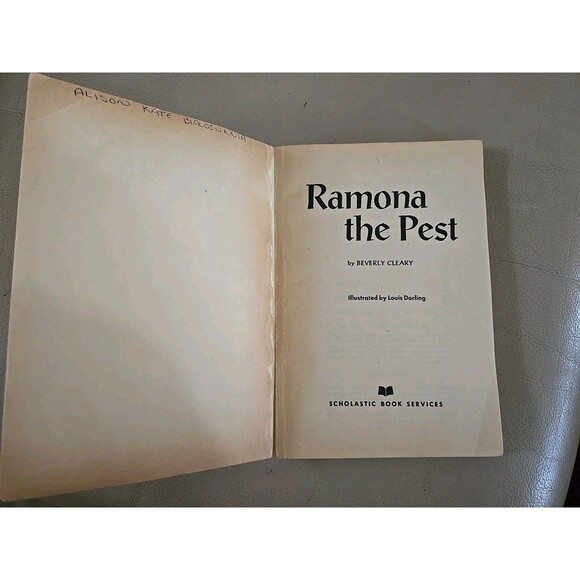 ALISON KATE
Ramona
the Pest
by BEVERLY CLEARY
Illustrated by Louis Darling
SCHOLASTIC BOOK SERVICES